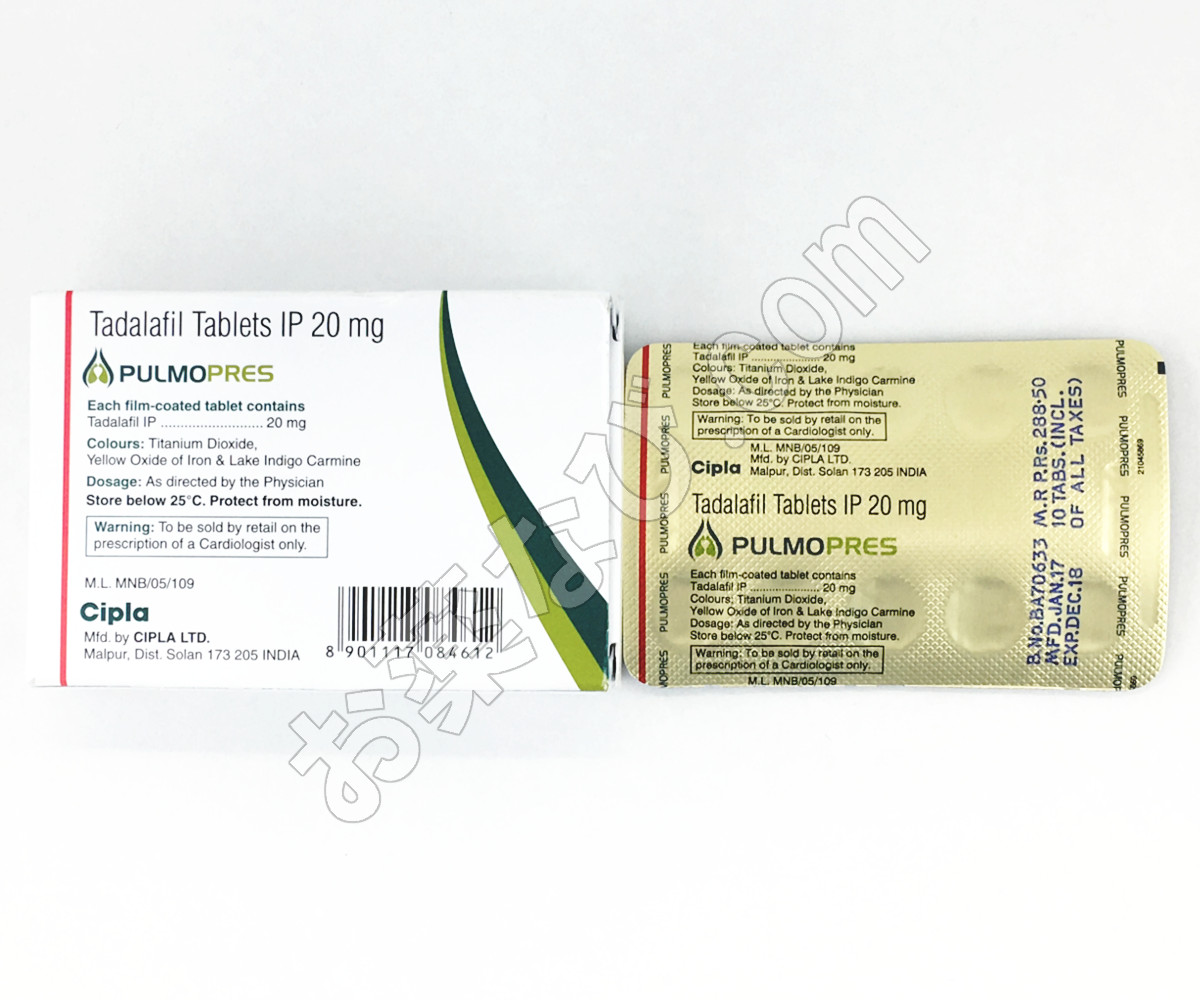 Tadalafil Tablets IP 20 mg
PULMOPRES
Each film-coated tablet contains
Tadalafil IP .......................... 20 mg
Colours: Titanium Dioxide,
Yellow Oxide of Iron & Lake Indigo Carmine
Dosage: As directed by the Physician
Store below 25°C. Protect from moisture.
Warning: To be sold by retail on the
prescription of a Cardiologist only.
M.L. MNB/05/109
Cipla
Mfd. by CIPLA LTD.
Malpur, Dist. Solan 173 205 INDIA
8 901117 084612
Each film-coated tablet contains
Tadalafil IP .................. 20 mg
Colours: Titanium Dioxide,
Yellow Oxide of Iron & Lake Indigo Carmine
Dosage: As directed by the Physician
Store below 25°C. Protect from moisture.
Warning: To be sold by retail on the
prescription of a Cardiologist only.
M.L. MNB/05/109
Cipla Mfd. by CIPLA LTD.
Malpur, Dist. Solan 173 205 INDIA
Tadalafil Tablets IP 20 mg
PULMOPRES
Each film-coated tablet contains
Tadalafil IP .................. 20 mg
Colours: Titanium Dioxide,
Yellow Oxide of Iron & Lake Indigo Carmine
Dosage: As directed by the Physician
Store below 25°C. Protect from moisture.
Warning: To be sold by retail on the
prescription of a Cardiologist only.
M.L. MNB/05/109
PULMOPRES
PULMOPRES
PULMOPRES
PULMOPRES
MOPRES
B.No.BA70633 M.R.P.Rs.288.50
MFD.JAN.17 10 TABS.(INCL.
EXP.DEC.18 OF ALL TAXES)
PULMOPRES
PULMOPRES
PULMOPRES
PULMOPRES
PULMOP
21045869
お薬なび.com